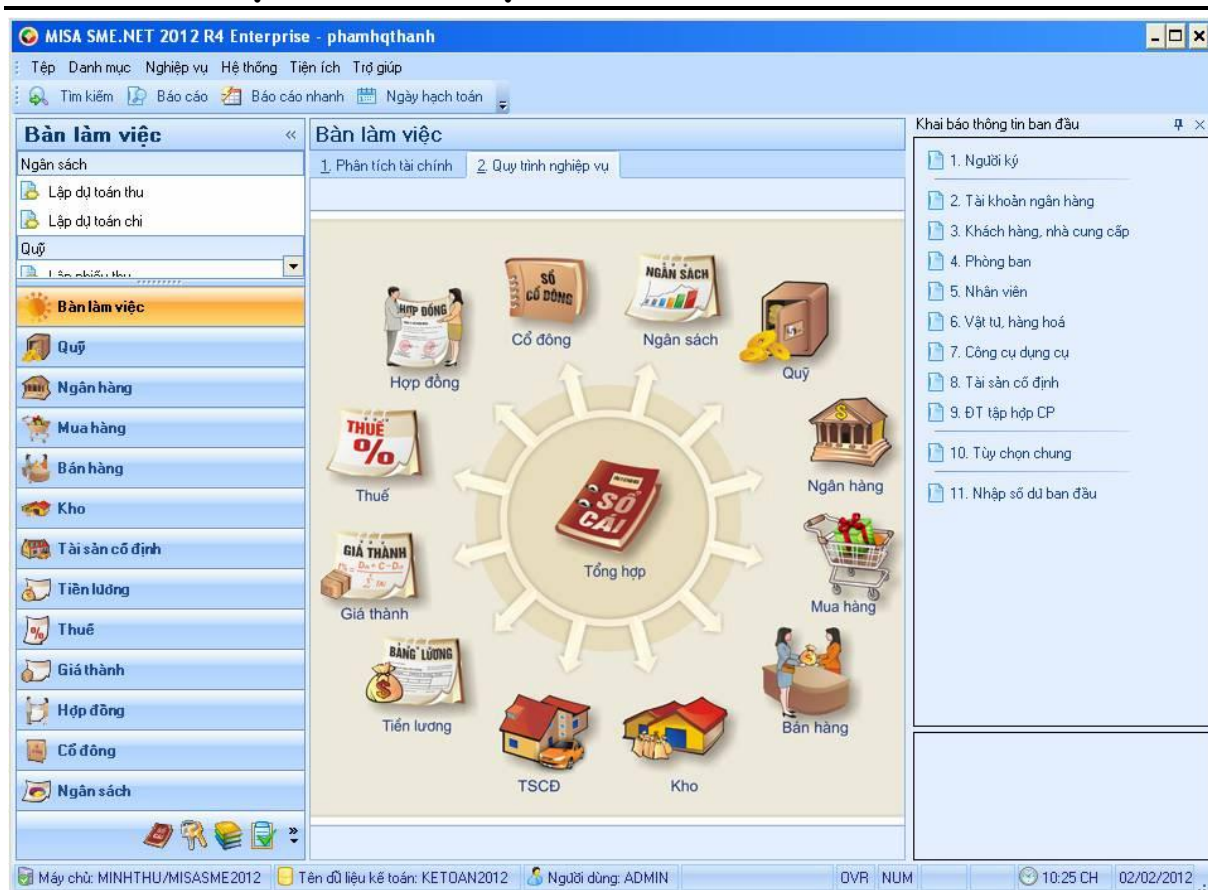 MISA SME.NET 2012 R4 Enterprise - phamhqthanh
Tệp Danh mục Nghiệp vụ Hệ thống Tiện ích Trợ giúp
Tìm kiếm Báo cáo Báo cáo nhanh Ngày hạch toán
Bàn làm việc
Ngân sách
Lập dự toán thu
Lập dự toán chi
Quỹ
Lập phiếu thu
Bàn làm việc
Quỹ
Ngân hàng
Mua hàng
Bán hàng
Kho
Tài sản cố định
Tiền lương
Thuế
Giá thành
Hợp đồng
Cổ đông
Ngân sách
Bàn làm việc
1. Phân tích tài chính 2. Quy trình nghiệp vụ
SỔ CỔ ĐÔNG
Cổ đông
NGÂN SÁCH
Ngân sách
HỢP ĐỒNG
Hợp đồng
Quỹ
THUẾ
%
Thuế
Ngân hàng
SỔ CÁI
Tổng hợp
GIÁ THÀNH
Giá thành
Mua hàng
BẢNG LƯƠNG
Tiền lương
Bán hàng
TSCĐ
Kho
Khai báo thông tin ban đầu
1. Người ký
2. Tài khoản ngân hàng
3. Khách hàng, nhà cung cấp
4. Phòng ban
5. Nhân viên
6. Vật tư, hàng hoá
7. Công cụ dụng cụ
8. Tài sản cố định
9. ĐT tập hợp CP
10. Tùy chọn chung
11. Nhập số dư ban đầu
Máy chủ: MINHTHU/MISASME2012 Tên dữ liệu kế toán: KETOAN2012 Người dùng: ADMIN OVR NUM 10:25 CH 02/02/2012